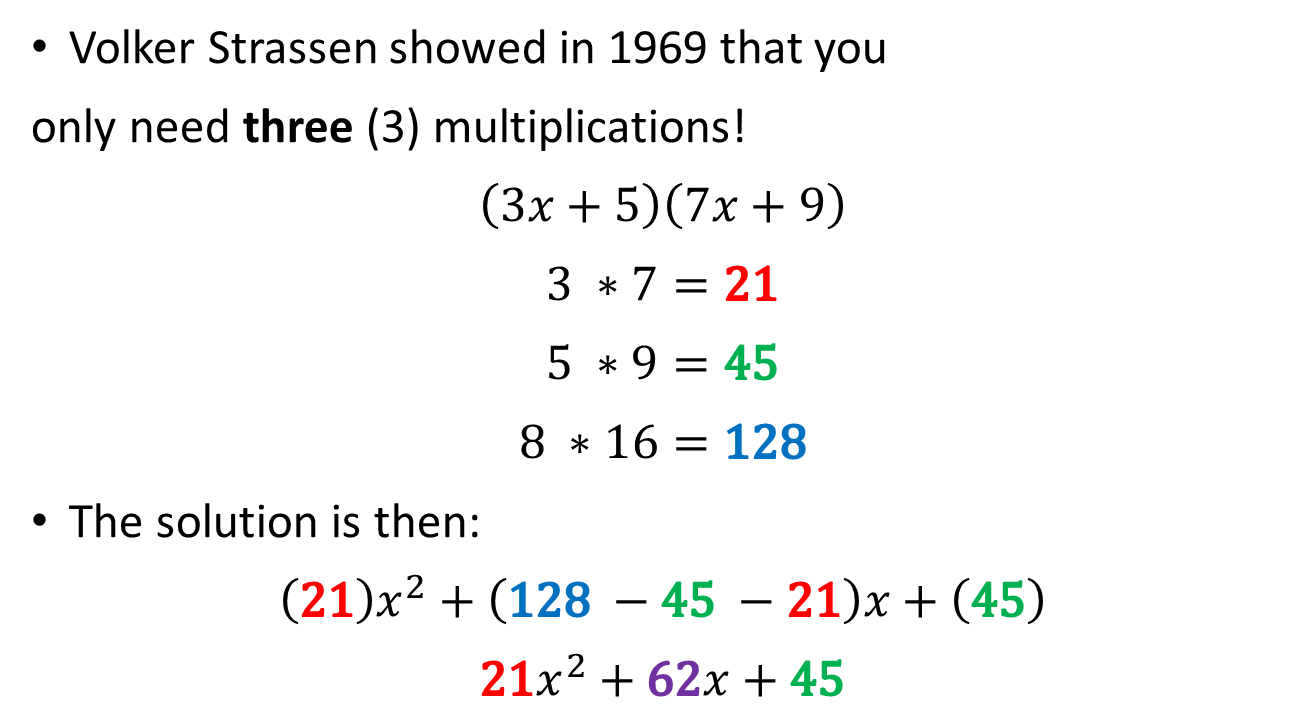 • Volker Strassen showed in 1969 that you
only need three (3) multiplications!
(3x + 5)(7x + 9)
3 ∗ 7 = 21
5 ∗ 9 = 45
8 ∗ 16 = 128
• The solution is then:
(21)x² + (128 − 45 − 21)x + (45)
21x² + 62x + 45